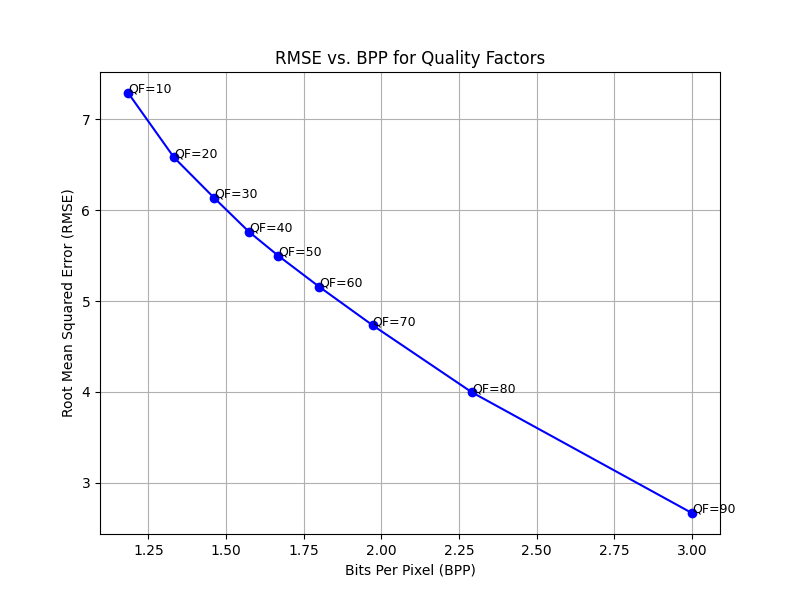 RMSE vs. BPP for Quality Factors
Root Mean Squared Error (RMSE)
7
6
5
4
3
QF=10
QF=20
QF=30
QF=40
QF=50
QF=60
QF=70
QF=80
QF=90
1.25 1.50 1.75 2.00 2.25 2.50 2.75 3.00
Bits Per Pixel (BPP)